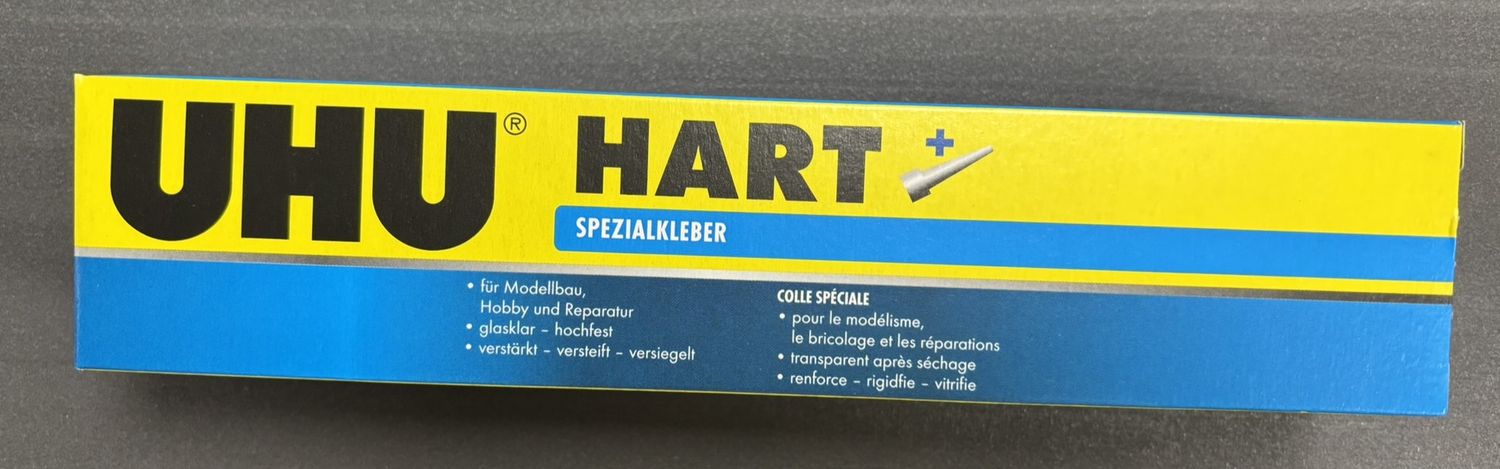 UHU®
HART +
SPEZIALKLEBER
• für Modellbau,
Hobby und Reparatur
• glasklar – hochfest
• verstärkt – versteift – versiegelt
COLLE SPÉCIALE
• pour le modélisme,
le bricolage et les réparations
• transparent après séchage
• renforce – rigidfie – vitrifie